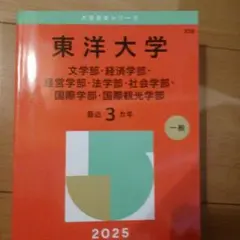 大学赤本シリーズ
東洋大学
文学部・経済学部・
経営学部・法学部・社会学部・
国際学部・国際観光学部
最近3カ年
一般
2025